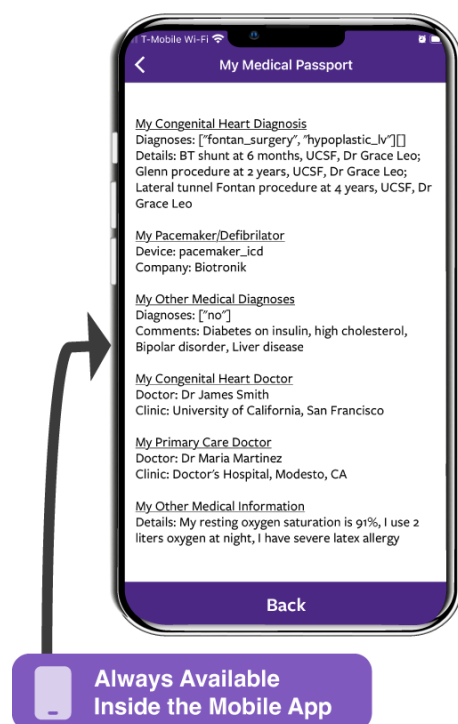 T-Mobile Wi-Fi
My Medical Passport
My Congenital Heart Diagnosis
Diagnoses: ["fontan_surgery", "hypoplastic_lv"][]
Details: BT shunt at 6 months, UCSF, Dr Grace Leo;
Glenn procedure at 2 years, UCSF, Dr Grace Leo;
Lateral tunnel Fontan procedure at 4 years, UCSF, Dr
Grace Leo
My Pacemaker/Defibrilator
Device: pacemaker_icd
Company: Biotronik
My Other Medical Diagnoses
Diagnoses: ["no"]
Comments: Diabetes on insulin, high cholesterol,
Bipolar disorder, Liver disease
My Congenital Heart Doctor
Doctor: Dr James Smith
Clinic: University of California, San Francisco
My Primary Care Doctor
Doctor: Dr Maria Martinez
Clinic: Doctor's Hospital, Modesto, CA
My Other Medical Information
Details: My resting oxygen saturation is 91%, I use 2
liters oxygen at night, I have severe latex allergy
Back
Always Available
Inside the Mobile App